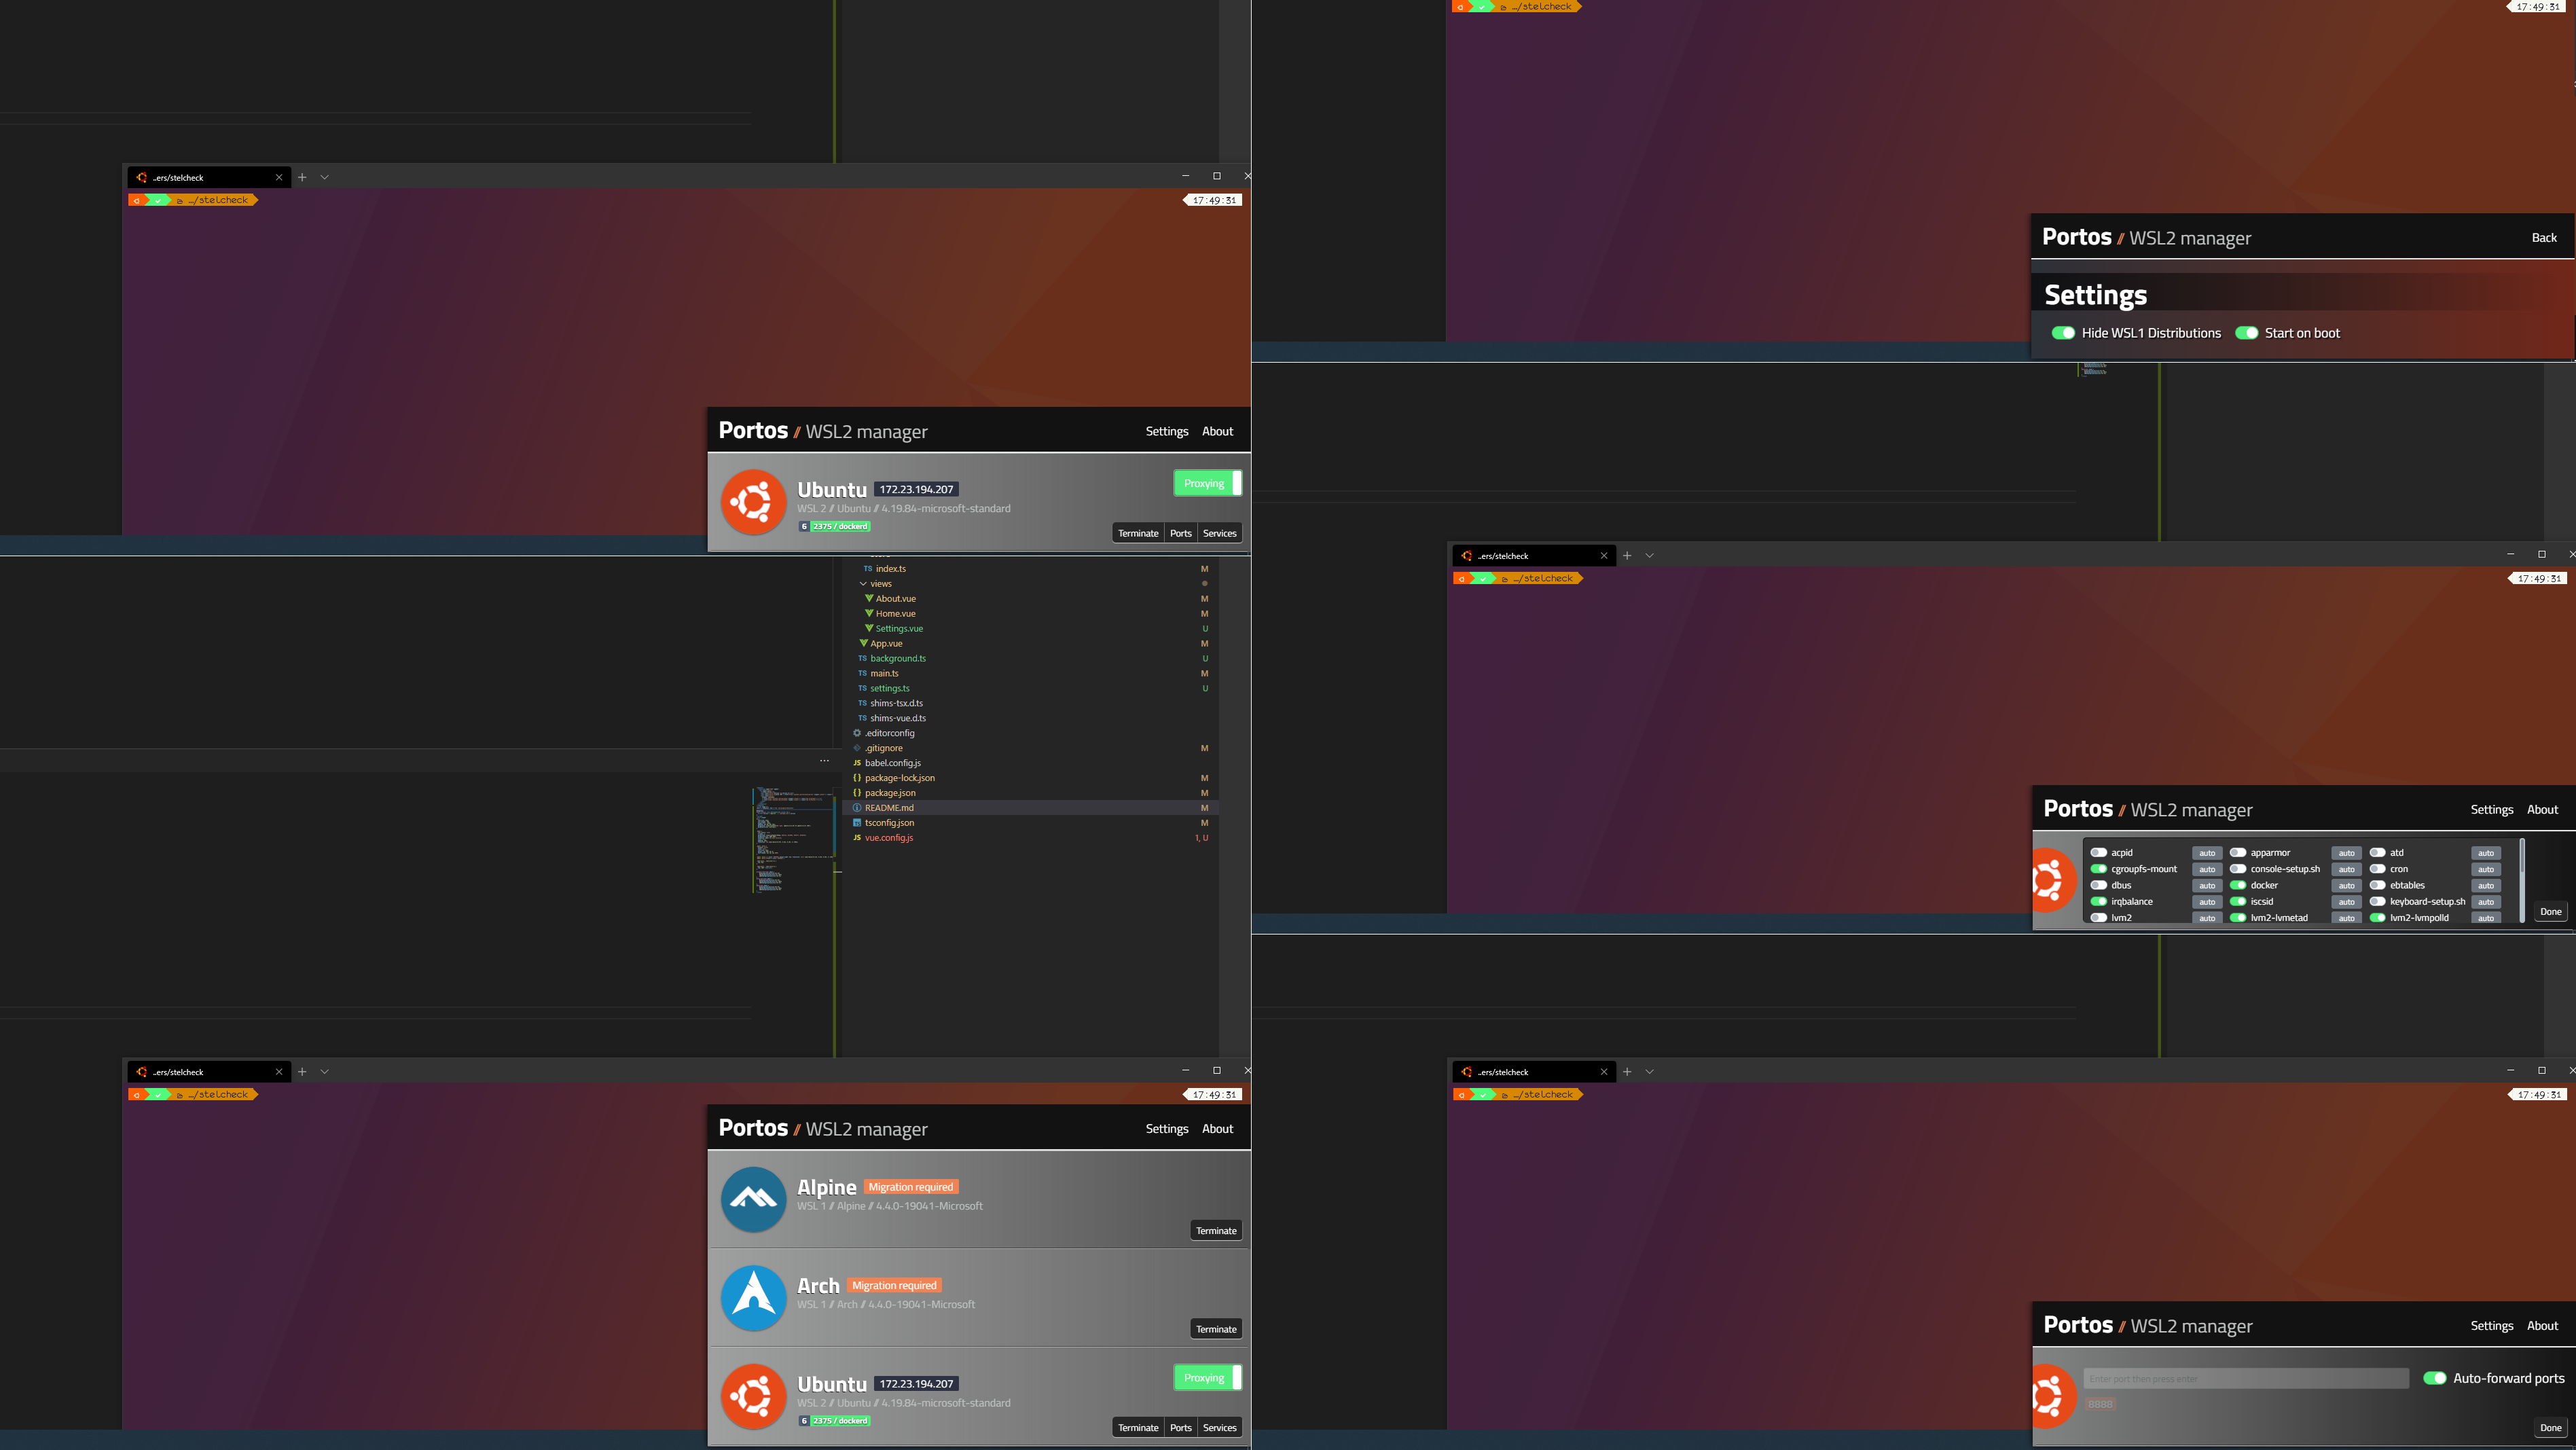 ..ers/stelcheck
…/stelcheck
17:49:31
Portos // WSL2 manager
Settings About
Ubuntu 172.23.194.207
Proxying
WSL 2 // Ubuntu // 4.19.84-microsoft-standard
6 2375 / dockerd
Terminate Ports Services
index.ts M
views
About.vue M
Home.vue M
Settings.vue U
App.vue M
TS background.ts U
TS main.ts M
TS settings.ts U
TS shims-tsx.d.ts
TS shims-vue.d.ts
.editorconfig
.gitignore M
JS babel.config.js
{} package-lock.json M
{} package.json M
README.md M
tsconfig.json M
JS vue.config.js 1, U
..ers/stelcheck
…/stelcheck
17:49:31
Portos // WSL2 manager
Settings About
Alpine Migration required
WSL 1 // Alpine // 4.4.0-19041-Microsoft
Terminate
Arch Migration required
WSL 1 // Arch // 4.4.0-19041-Microsoft
Terminate
Ubuntu 172.23.194.207
Proxying
WSL 2 // Ubuntu // 4.19.84-microsoft-standard
6 2375 / dockerd
Terminate Ports Services
…/stelcheck
17:49:31
Portos // WSL2 manager
Back
Settings
Hide WSL1 Distributions Start on boot
..ers/stelcheck
…/stelcheck
17:49:31
Portos // WSL2 manager
Settings About
acpid auto apparmor auto atd auto
cgroupfs-mount auto console-setup.sh auto cron auto
dbus auto docker auto ebtables auto
irqbalance auto iscsid auto keyboard-setup.sh auto
lvm2 auto lvm2-lvmetad auto lvm2-lvmpolld auto
Done
..ers/stelcheck
…/stelcheck
17:49:31
Portos // WSL2 manager
Settings About
Enter port then press enter
Auto-forward ports
8888
Done